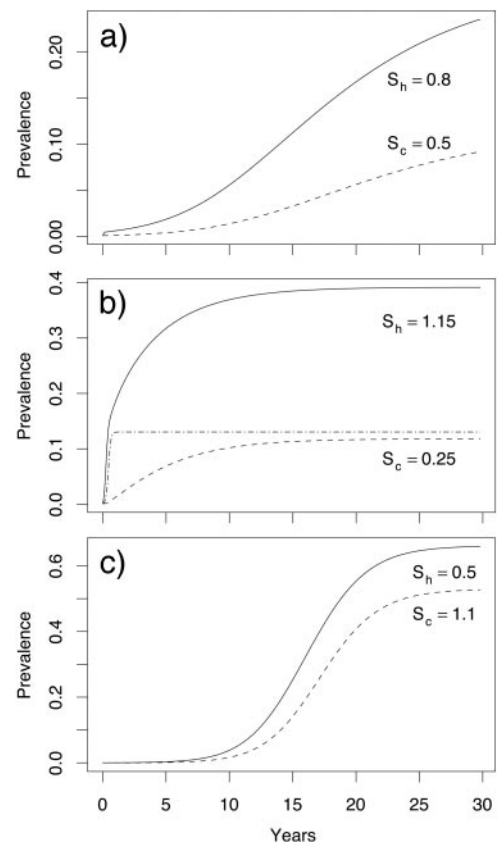 a)
Prevalence
0.20
0.10
0.00
S_h = 0.8
S_c = 0.5
b)
Prevalence
0.4
0.3
0.2
0.1
0.0
S_h = 1.15
S_c = 0.25
c)
Prevalence
0.6
0.4
0.2
0.0
S_h = 0.5
S_c = 1.1
0 5 10 15 20 25 30
Years